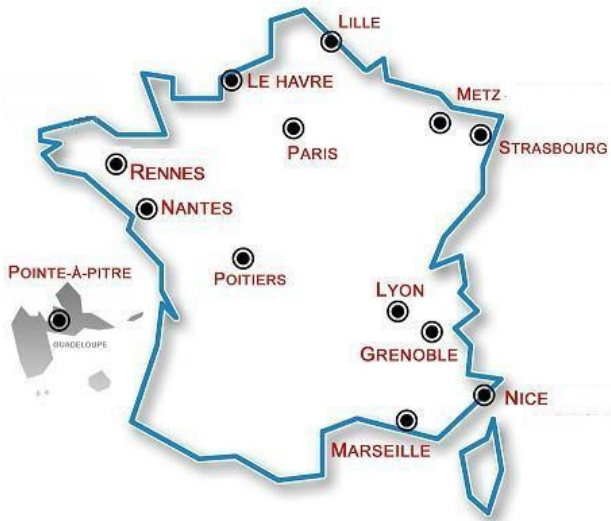 LILLE
LE HAVRE
METZ
PARIS
STRASBOURG
RENNES
NANTES
POITIERS
POINTE-À-PITRE
LYON
GUADELOUPE
GRENOBLE
NICE
MARSEILLE